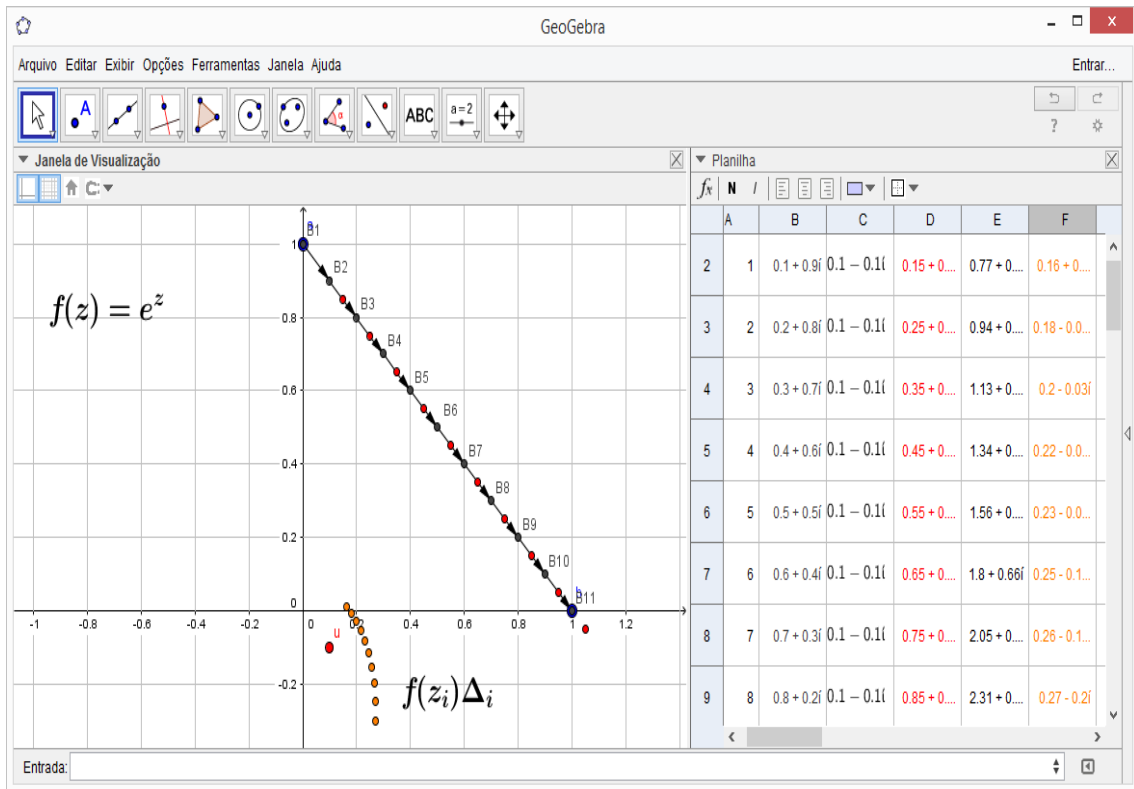 GeoGebra
Arquivo Editar Exibir Opções Ferramentas Janela Ajuda
Entrar...
A
α
ABC
a=2
?
Janela de Visualização
Planilha
fx N I
A B C D E F
2 1 0.1 + 0.9í 0.1 − 0.1í 0.15 + 0.... 0.77 + 0.... 0.16 + 0....
3 2 0.2 + 0.8í 0.1 − 0.1í 0.25 + 0.... 0.94 + 0.... 0.18 - 0.0...
4 3 0.3 + 0.7í 0.1 − 0.1í 0.35 + 0.... 1.13 + 0.... 0.2 - 0.03í
5 4 0.4 + 0.6í 0.1 − 0.1í 0.45 + 0.... 1.34 + 0.... 0.22 - 0.0...
6 5 0.5 + 0.5í 0.1 − 0.1í 0.55 + 0.... 1.56 + 0.... 0.23 - 0.0...
7 6 0.6 + 0.4í 0.1 − 0.1í 0.65 + 0.... 1.8 + 0.66í 0.25 - 0.1...
8 7 0.7 + 0.3í 0.1 − 0.1í 0.75 + 0.... 2.05 + 0.... 0.26 - 0.1...
9 8 0.8 + 0.2í 0.1 − 0.1í 0.85 + 0.... 2.31 + 0.... 0.27 - 0.2í
f(z) = e^z
1
0.8
0.6
0.4
0.2
0
-0.2
B1
B2
B3
B4
B5
B6
B7
B8
B9
B10
B11
-1 -0.8 -0.6 -0.4 -0.2 0 0.4 0.6 0.8 1 1.2
u
f(z_i)Δ_i
Entrada: